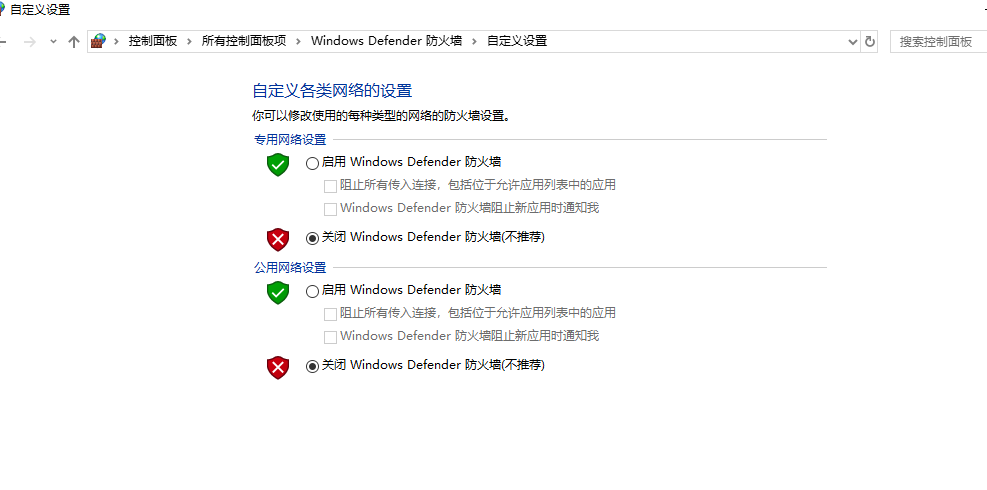 自定义设置
控制面板 › 所有控制面板项 › Windows Defender 防火墙 › 自定义设置
搜索控制面板
自定义各类网络的设置
你可以修改使用的每种类型的网络的防火墙设置。
专用网络设置
启用 Windows Defender 防火墙
阻止所有传入连接，包括位于允许应用列表中的应用
Windows Defender 防火墙阻止新应用时通知我
关闭 Windows Defender 防火墙(不推荐)
公用网络设置
启用 Windows Defender 防火墙
阻止所有传入连接，包括位于允许应用列表中的应用
Windows Defender 防火墙阻止新应用时通知我
关闭 Windows Defender 防火墙(不推荐)